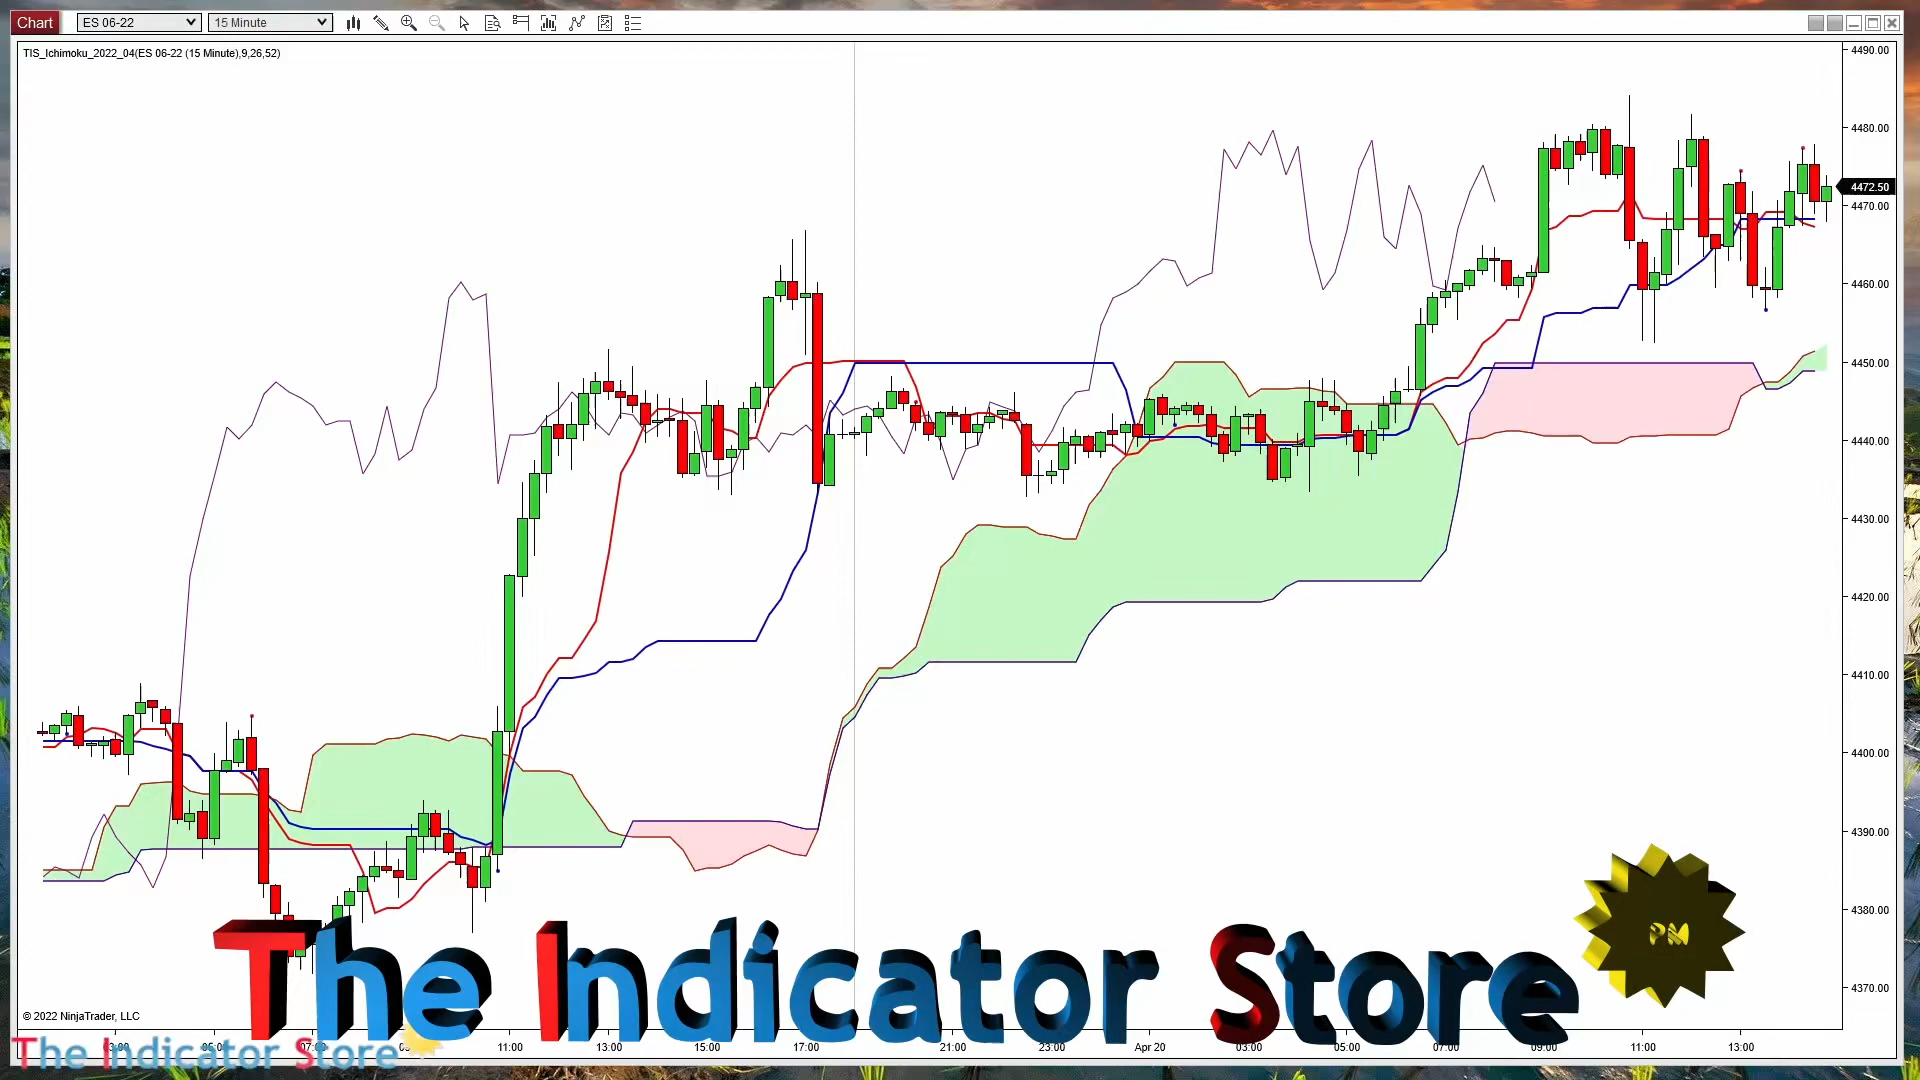 Chart ES 06-22 15 Minute
TIS_Ichimoku_2022_04(ES 06-22 (15 Minute),9,26,52)
4490.00
4480.00
4472.50
4470.00
4460.00
4450.00
4440.00
4430.00
4420.00
4410.00
4400.00
4390.00
4380.00
4370.00
PM
The Indicator Store
© 2022 NinjaTrader, LLC
11:00 13:00 15:00 17:00 21:00 23:00 Apr 20 03:00 05:00 07:00 09:00 11:00 13:00
The Indicator Store